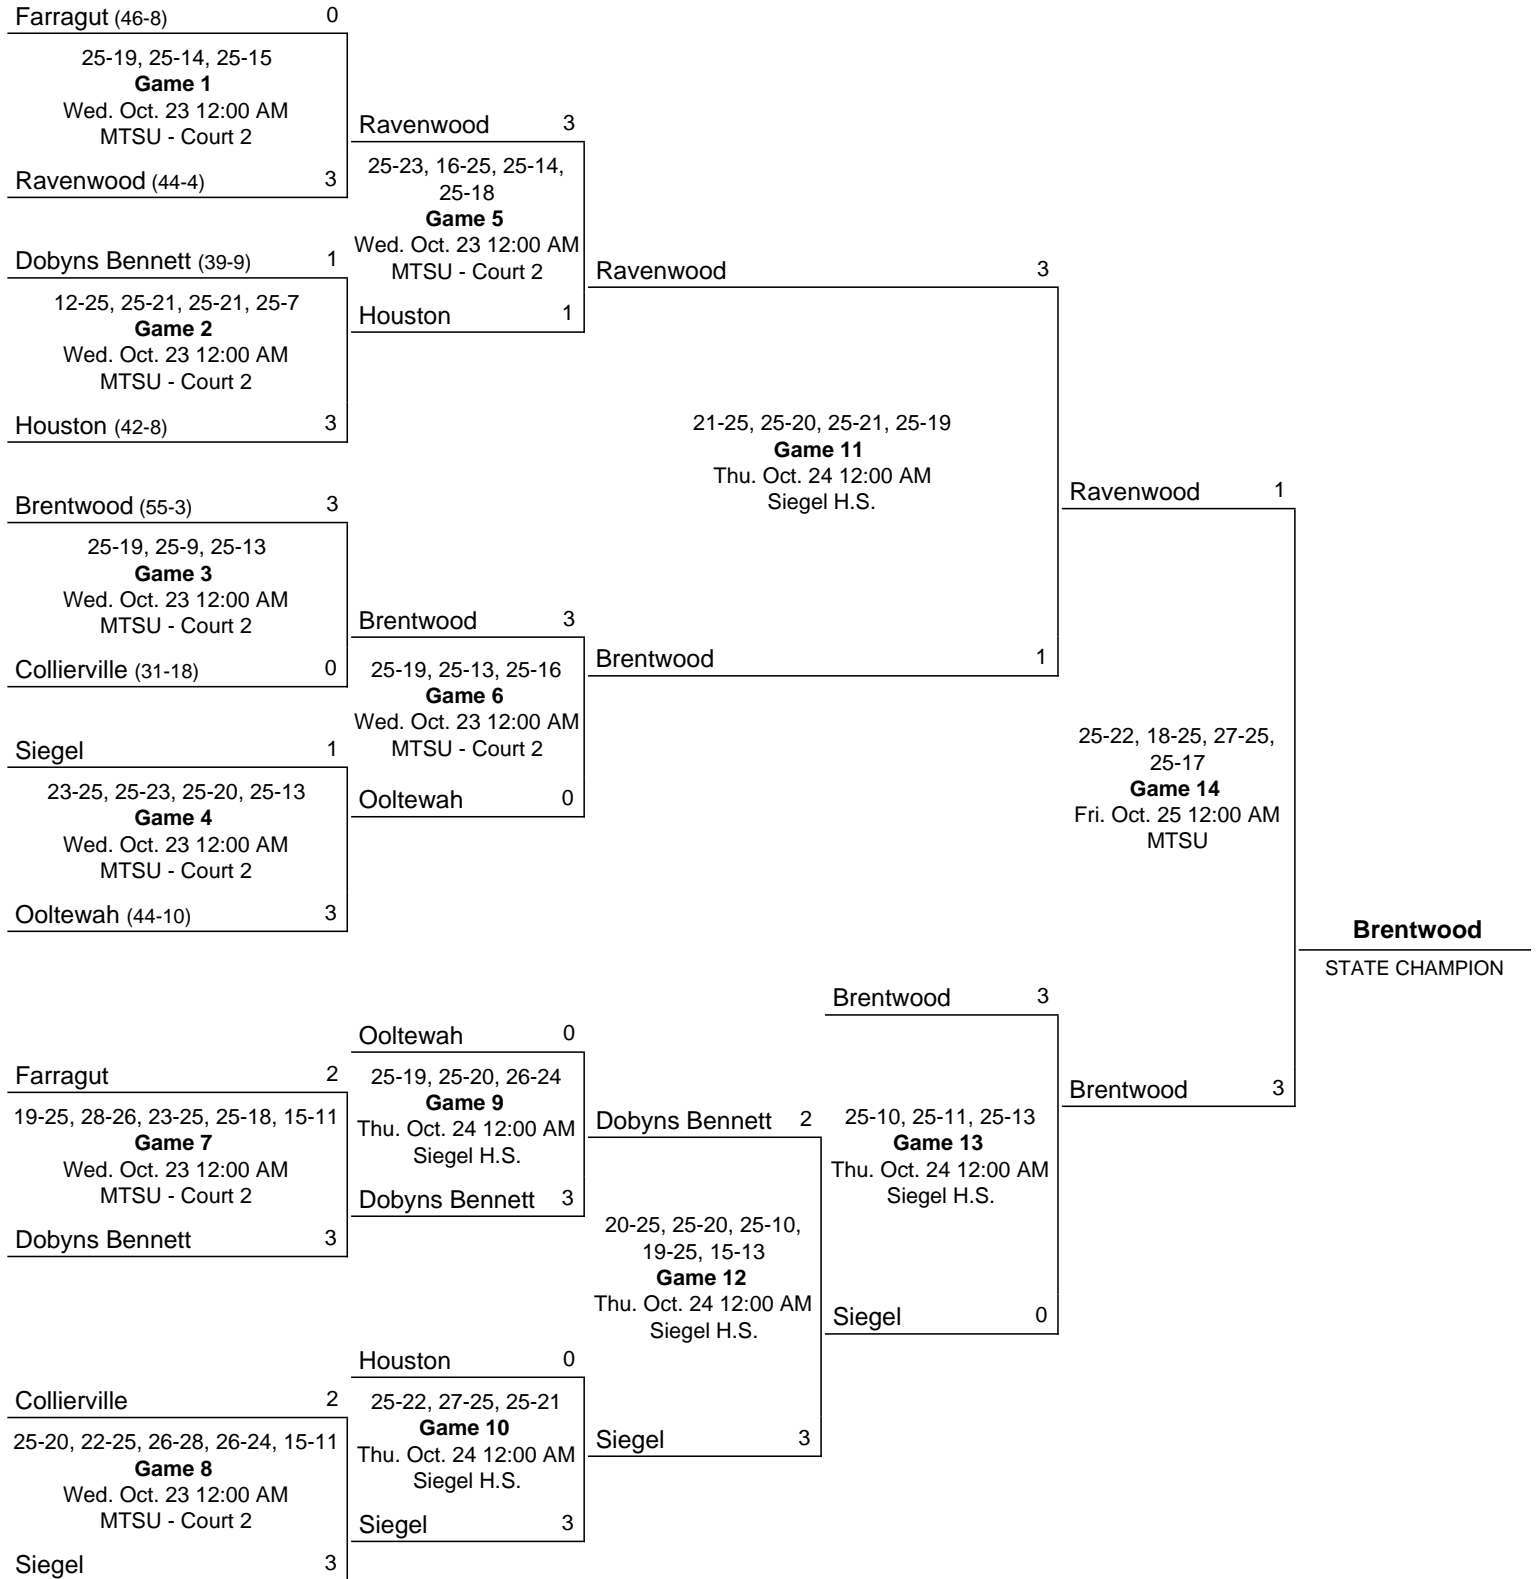 Farragut (46-8) 0
25-19, 25-14, 25-15
Game 1
Wed. Oct. 23 12:00 AM
MTSU - Court 2
Ravenwood (44-4) 3
Dobyns Bennett (39-9) 1
12-25, 25-21, 25-21, 25-7
Game 2
Wed. Oct. 23 12:00 AM
MTSU - Court 2
Houston (42-8) 3
Brentwood (55-3) 3
25-19, 25-9, 25-13
Game 3
Wed. Oct. 23 12:00 AM
MTSU - Court 2
Collierville (31-18) 0
Siegel 1
23-25, 25-23, 25-20, 25-13
Game 4
Wed. Oct. 23 12:00 AM
MTSU - Court 2
Ooltewah (44-10) 3
Ravenwood 3
25-23, 16-25, 25-14,
25-18
Game 5
Wed. Oct. 23 12:00 AM
MTSU - Court 2
Houston 1
Brentwood 3
25-19, 25-13, 25-16
Game 6
Wed. Oct. 23 12:00 AM
MTSU - Court 2
Ooltewah 0
Ravenwood 3
21-25, 25-20, 25-21, 25-19
Game 11
Thu. Oct. 24 12:00 AM
Siegel H.S.
Brentwood 1
Ravenwood 1
25-22, 18-25, 27-25,
25-17
Game 14
Fri. Oct. 25 12:00 AM
MTSU
Brentwood 3
Brentwood
STATE CHAMPION
Farragut 2
19-25, 28-26, 23-25, 25-18, 15-11
Game 7
Wed. Oct. 23 12:00 AM
MTSU - Court 2
Dobyns Bennett 3
Collierville 2
25-20, 22-25, 26-28, 26-24, 15-11
Game 8
Wed. Oct. 23 12:00 AM
MTSU - Court 2
Siegel 3
Ooltewah 0
25-19, 25-20, 26-24
Game 9
Thu. Oct. 24 12:00 AM
Siegel H.S.
Dobyns Bennett 3
Houston 0
25-22, 27-25, 25-21
Game 10
Thu. Oct. 24 12:00 AM
Siegel H.S.
Siegel 3
Dobyns Bennett 2
20-25, 25-20, 25-10,
19-25, 15-13
Game 12
Thu. Oct. 24 12:00 AM
Siegel H.S.
Siegel 3
Brentwood 3
25-10, 25-11, 25-13
Game 13
Thu. Oct. 24 12:00 AM
Siegel H.S.
Siegel 0